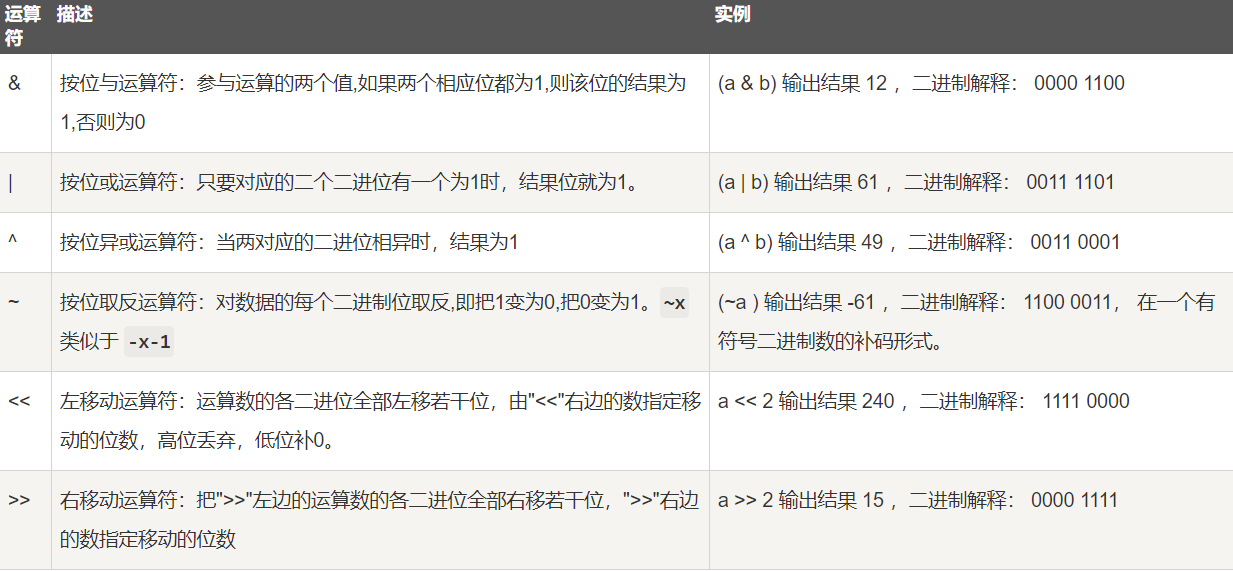 运算符 描述 实例
& 按位与运算符：参与运算的两个值,如果两个相应位都为1,则该位的结果为 (a & b) 输出结果 12 ，二进制解释： 0000 1100
1,否则为0
| 按位或运算符：只要对应的二个二进位有一个为1时，结果位就为1。 (a | b) 输出结果 61 ，二进制解释： 0011 1101
^ 按位异或运算符：当两对应的二进位相异时，结果为1 (a ^ b) 输出结果 49 ，二进制解释： 0011 0001
~ 按位取反运算符：对数据的每个二进制位取反,即把1变为0,把0变为1。~x (~a ) 输出结果 -61 ，二进制解释： 1100 0011， 在一个有
类似于 -x-1 符号二进制数的补码形式。
<< 左移动运算符：运算数的各二进位全部左移若干位，由"<<"右边的数指定移 a << 2 输出结果 240 ，二进制解释： 1111 0000
动的位数，高位丢弃，低位补0。
>> 右移动运算符：把">>"左边的运算数的各二进位全部右移若干位，">>"右边 a >> 2 输出结果 15 ，二进制解释： 0000 1111
的数指定移动的位数